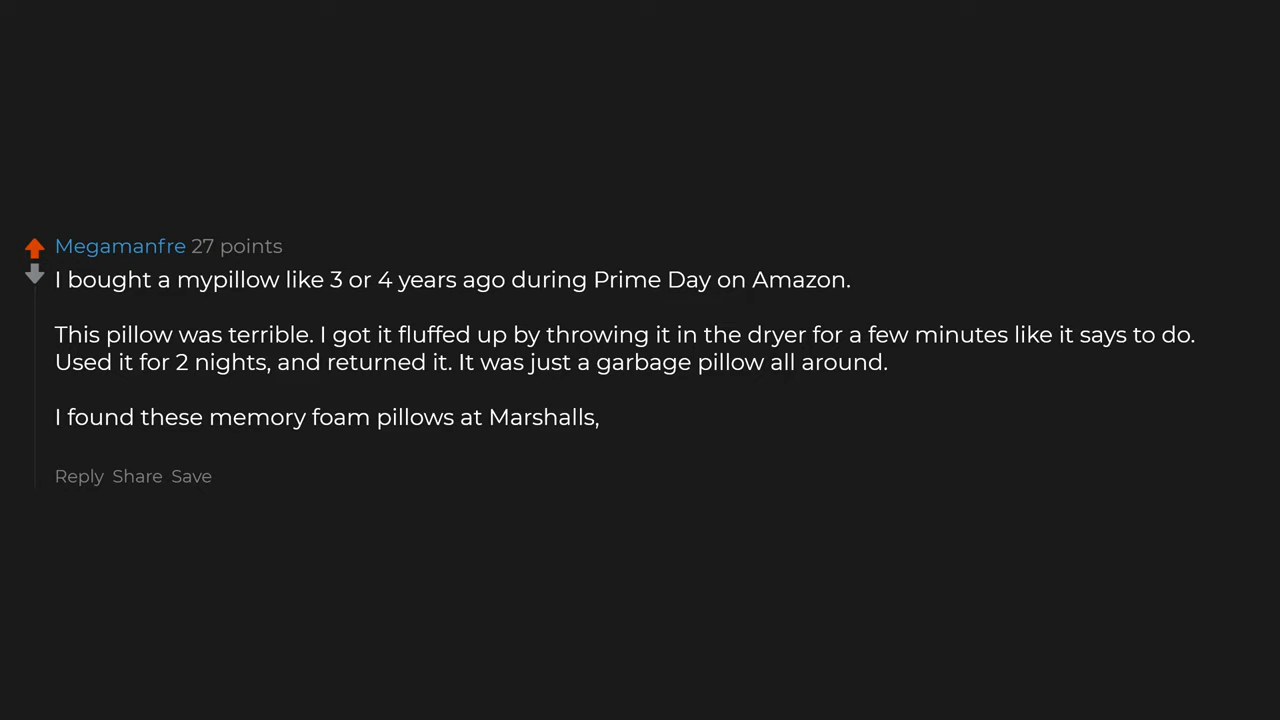 Megamanfre 27 points
I bought a mypillow like 3 or 4 years ago during Prime Day on Amazon.
This pillow was terrible. I got it fluffed up by throwing it in the dryer for a few minutes like it says to do.
Used it for 2 nights, and returned it. It was just a garbage pillow all around.
I found these memory foam pillows at Marshalls,
Reply Share Save